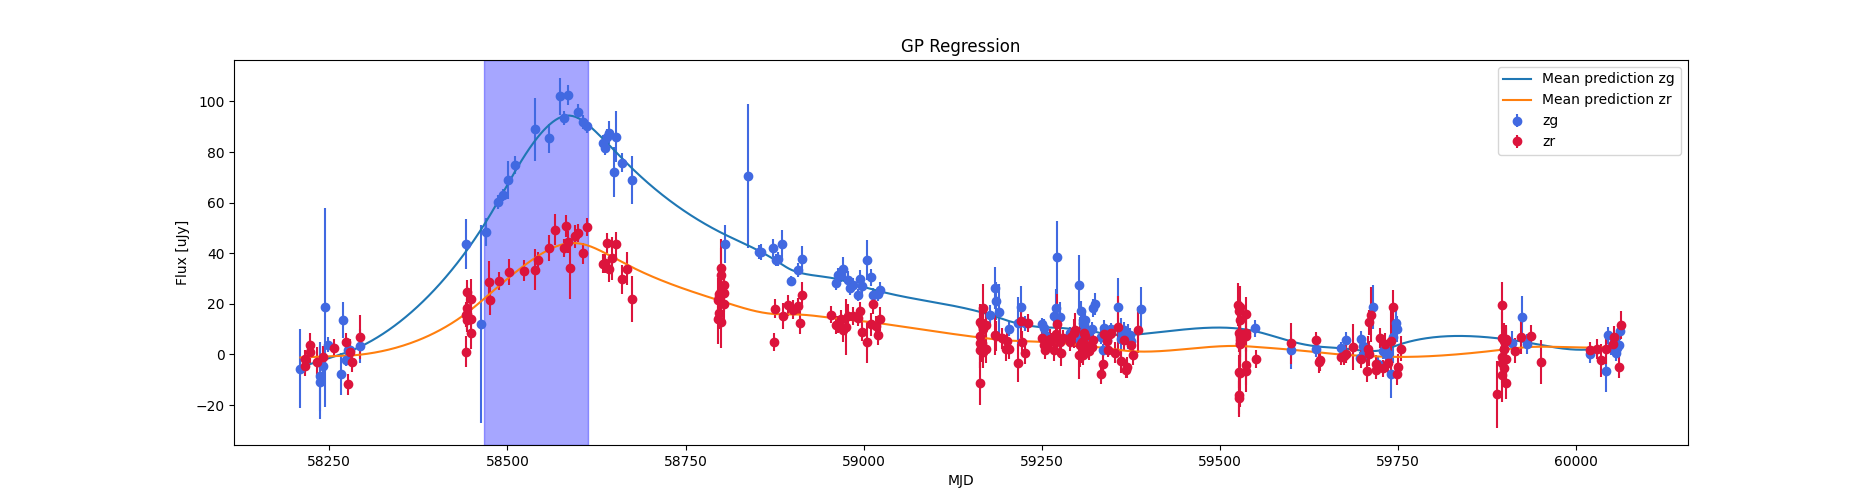 GP Regression
Mean prediction zg
Mean prediction zr
zg
zr
Flux [uJy]
100
80
60
40
20
0
−20
58250
58500
58750
59000
59250
59500
59750
60000
MJD